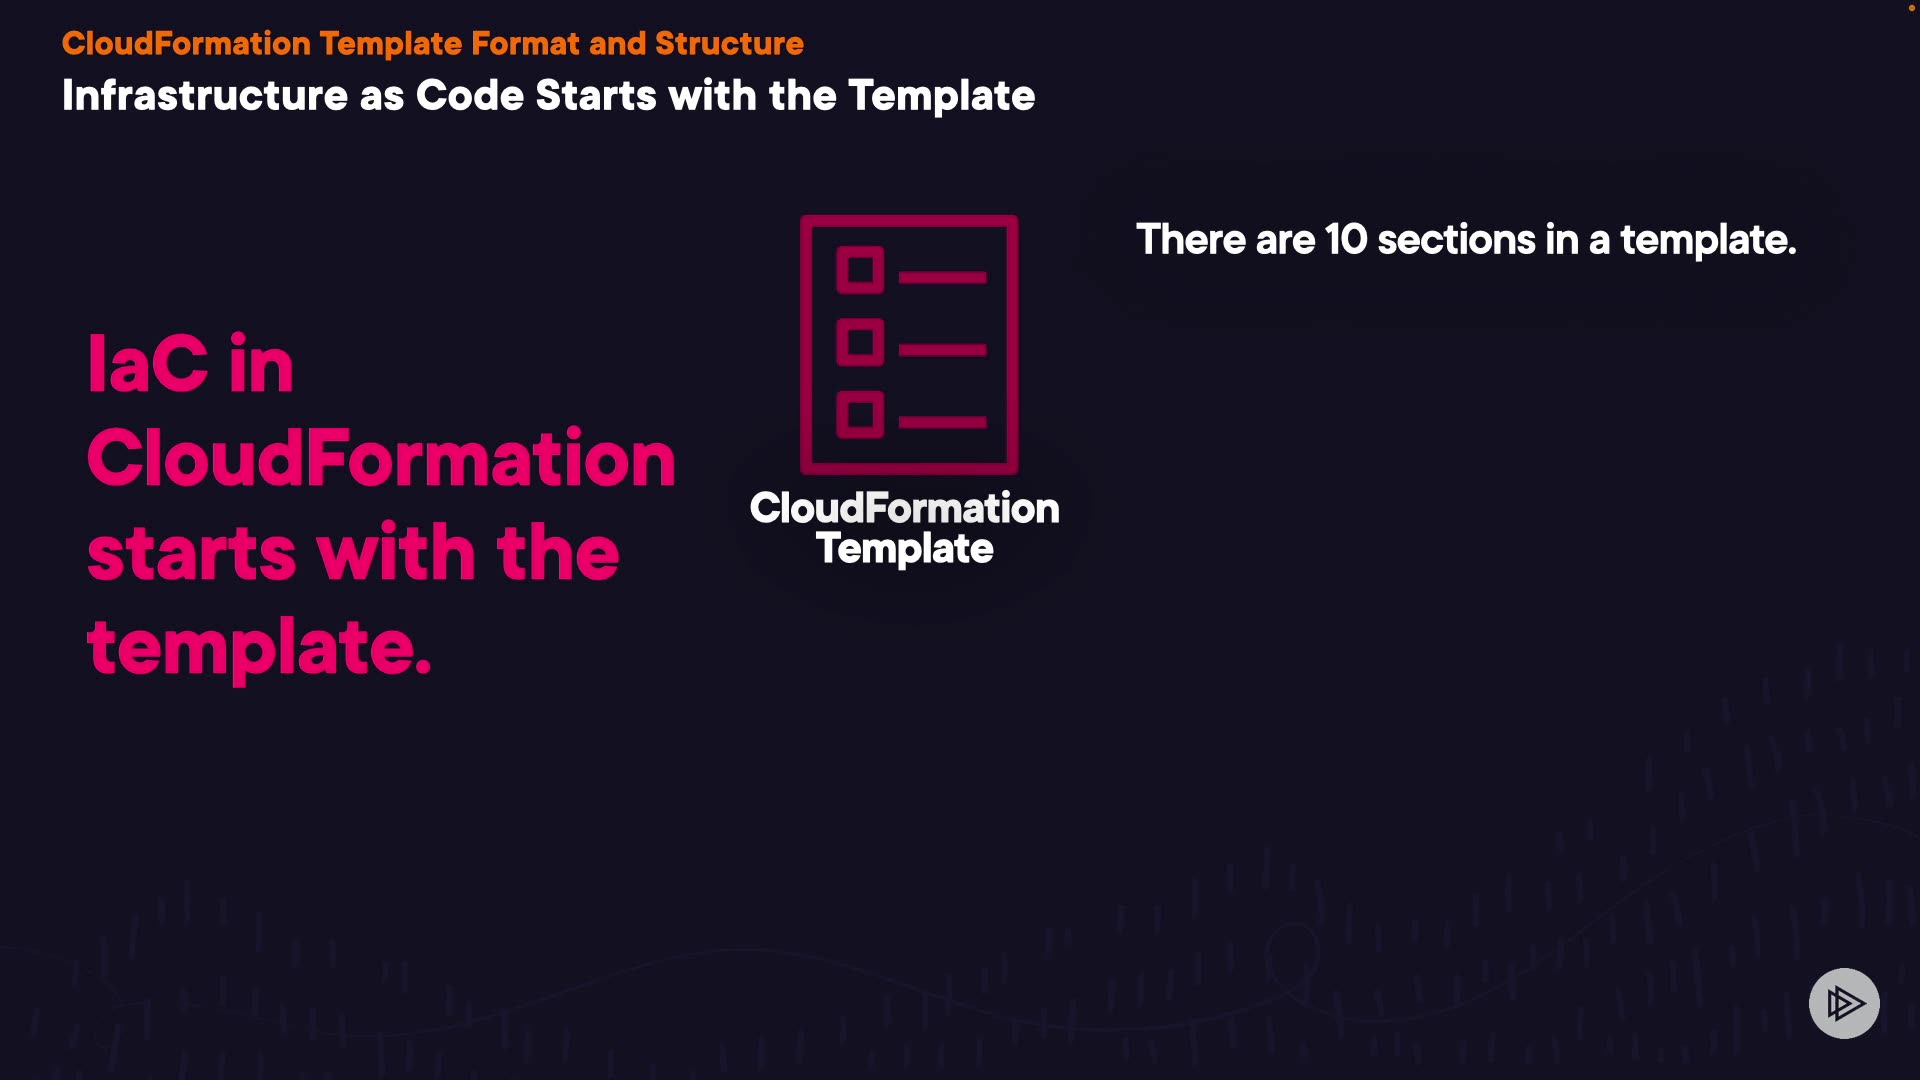 CloudFormation Template Format and Structure
Infrastructure as Code Starts with the Template
There are 10 sections in a template.
IaC in
CloudFormation
starts with the
template.
CloudFormation
Template